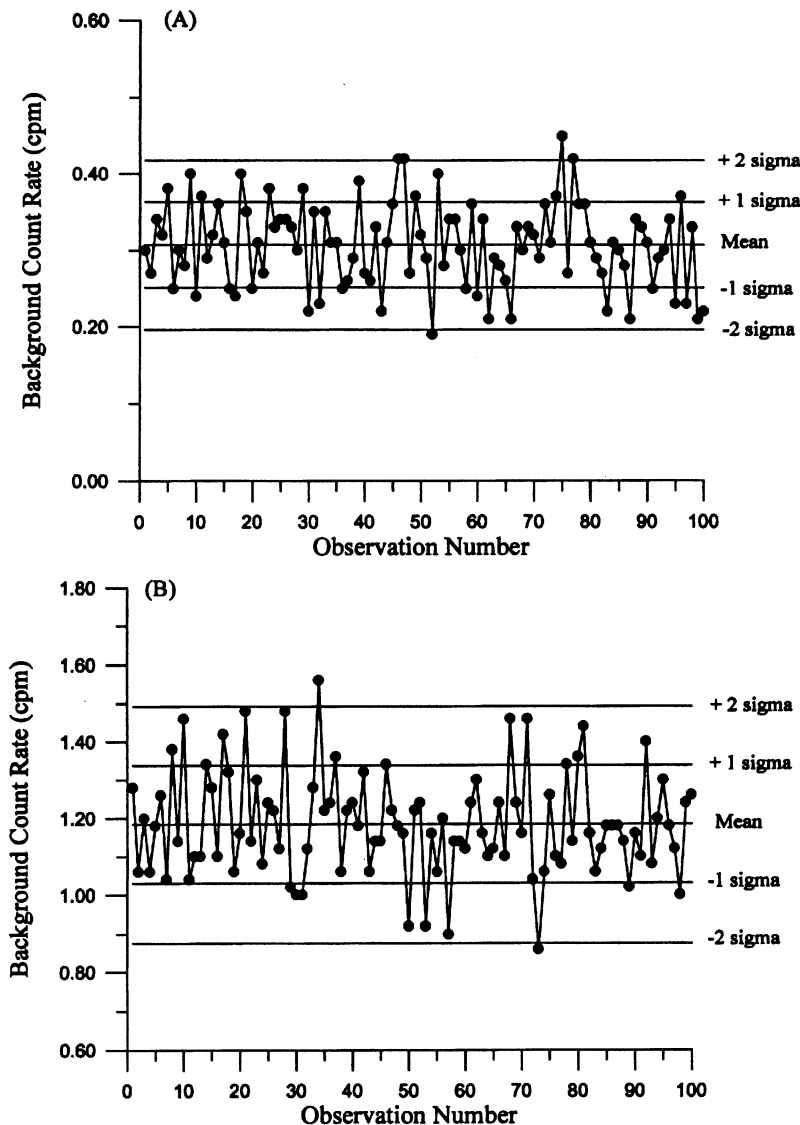 (A)
0.60
0.40
0.20
0.00
Background Count Rate (cpm)
+ 2 sigma
+ 1 sigma
Mean
-1 sigma
-2 sigma
0 10 20 30 40 50 60 70 80 90 100
Observation Number
(B)
1.80
1.60
1.40
1.20
1.00
0.80
0.60
Background Count Rate (cpm)
+ 2 sigma
+ 1 sigma
Mean
-1 sigma
-2 sigma
0 10 20 30 40 50 60 70 80 90 100
Observation Number